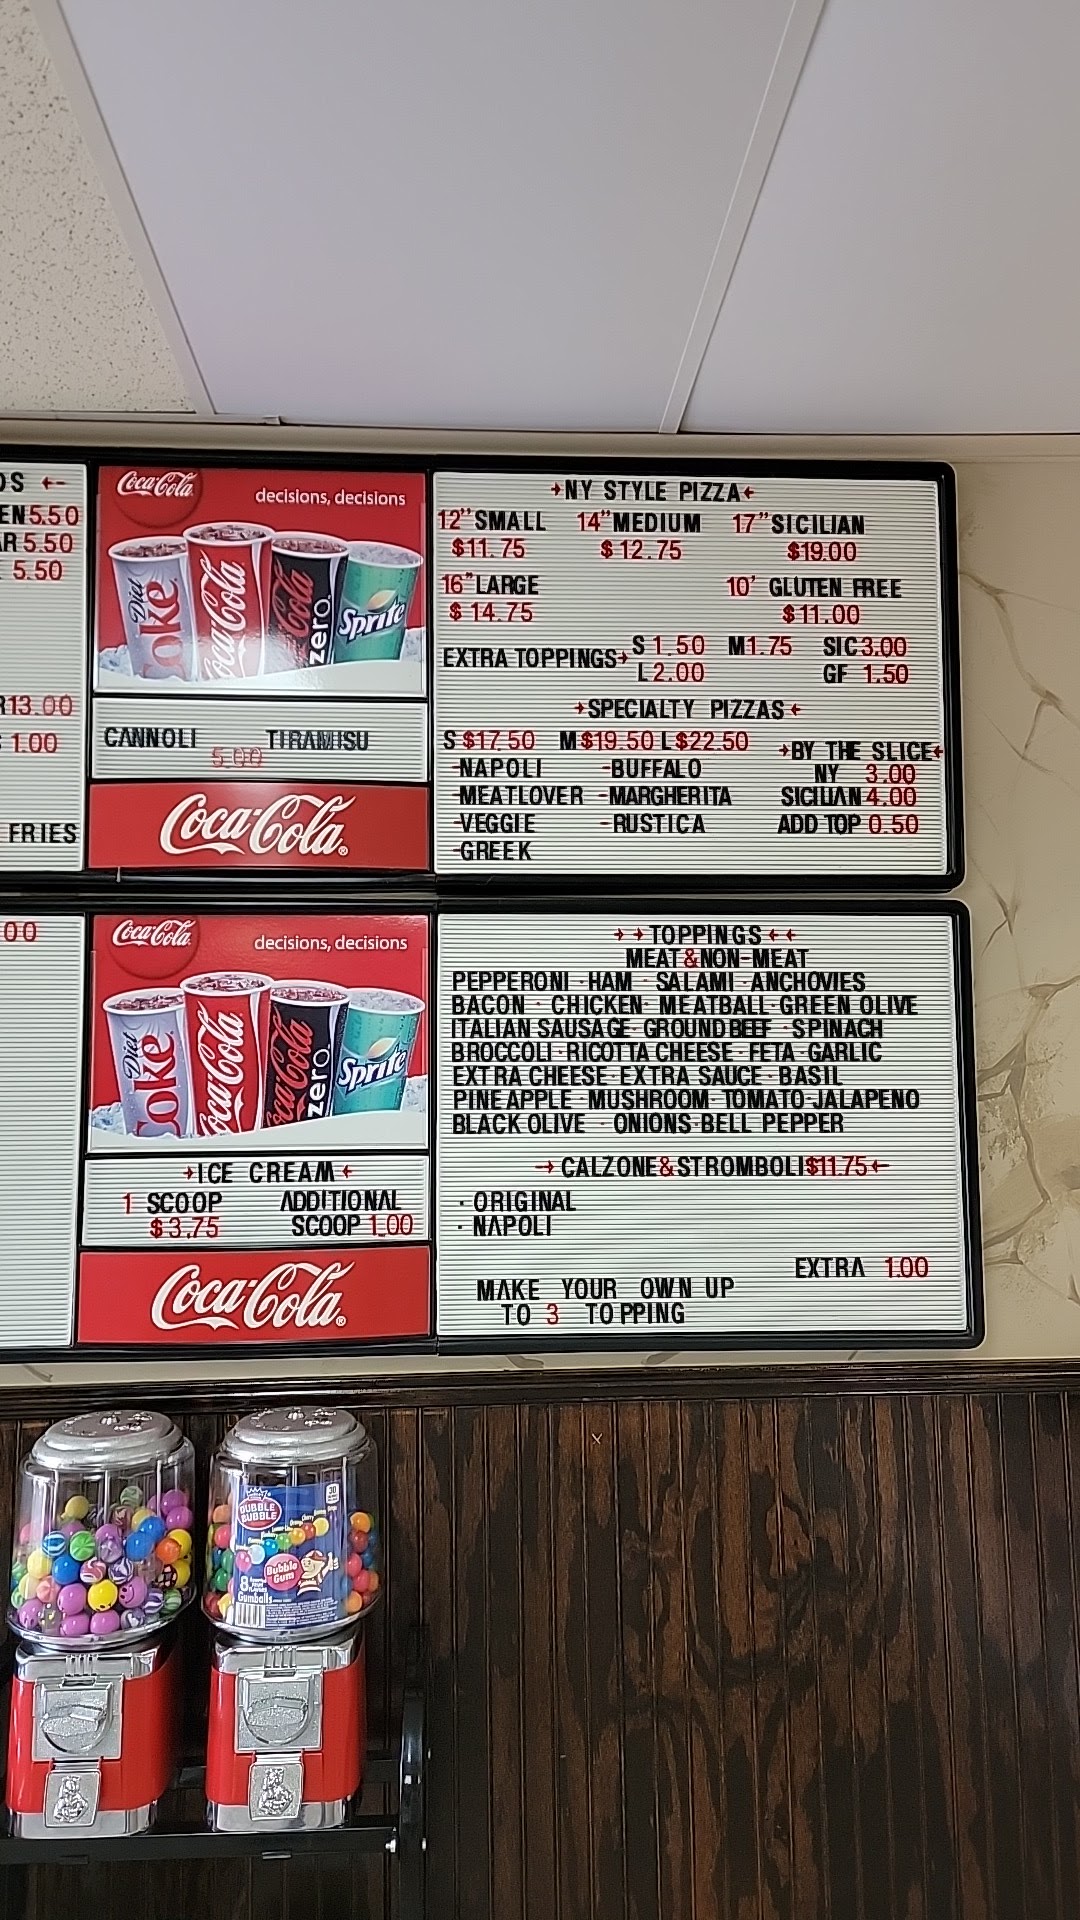 DS ←
EN 5.50
AR 5.50
5.50
R 13.00
1.00
FRIES
Coca-Cola
decisions, decisions
Diet Coke
Coca-Cola
Coca-Cola zero
Sprite
CANNOLI TIRAMISU
5.00
Coca-Cola®
→NY STYLE PIZZA←
12" SMALL 14" MEDIUM 17" SICILIAN
$11.75 $12.75 $19.00
16" LARGE 10' GLUTEN FREE
$14.75 $11.00
EXTRA TOPPINGS→ S 1.50 M 1.75 SIC 3.00
L 2.00 GF 1.50
→SPECIALTY PIZZAS←
S $17.50 M $19.50 L $22.50
→BY THE SLICE←
-NAPOLI -BUFFALO NY 3.00
-MEATLOVER -MARGHERITA SICILIAN 4.00
-VEGGIE -RUSTICA ADD TOP 0.50
-GREEK
00
Coca-Cola
decisions, decisions
Diet Coke
Coca-Cola
Coca-Cola zero
Sprite
→ICE CREAM←
1 SCOOP ADDITIONAL
$3.75 SCOOP 1.00
Coca-Cola®
→→TOPPINGS←←
MEAT&NON-MEAT
PEPPERONI · HAM · SALAMI · ANCHOVIES
BACON · CHICKEN · MEATBALL · GREEN OLIVE
ITALIAN SAUSAGE · GROUND BEEF · SPINACH
BROCCOLI · RICOTTA CHEESE · FETA · GARLIC
EXTRA CHEESE · EXTRA SAUCE · BASIL
PINEAPPLE · MUSHROOM · TOMATO · JALAPENO
BLACK OLIVE · ONIONS · BELL PEPPER
→ CALZONE&STROMBOLI $11.75←
· ORIGINAL
· NAPOLI
EXTRA 1.00
MAKE YOUR OWN UP
TO 3 TOPPING
DUBBLE BUBBLE
Bubble Gum
8
Gumballs